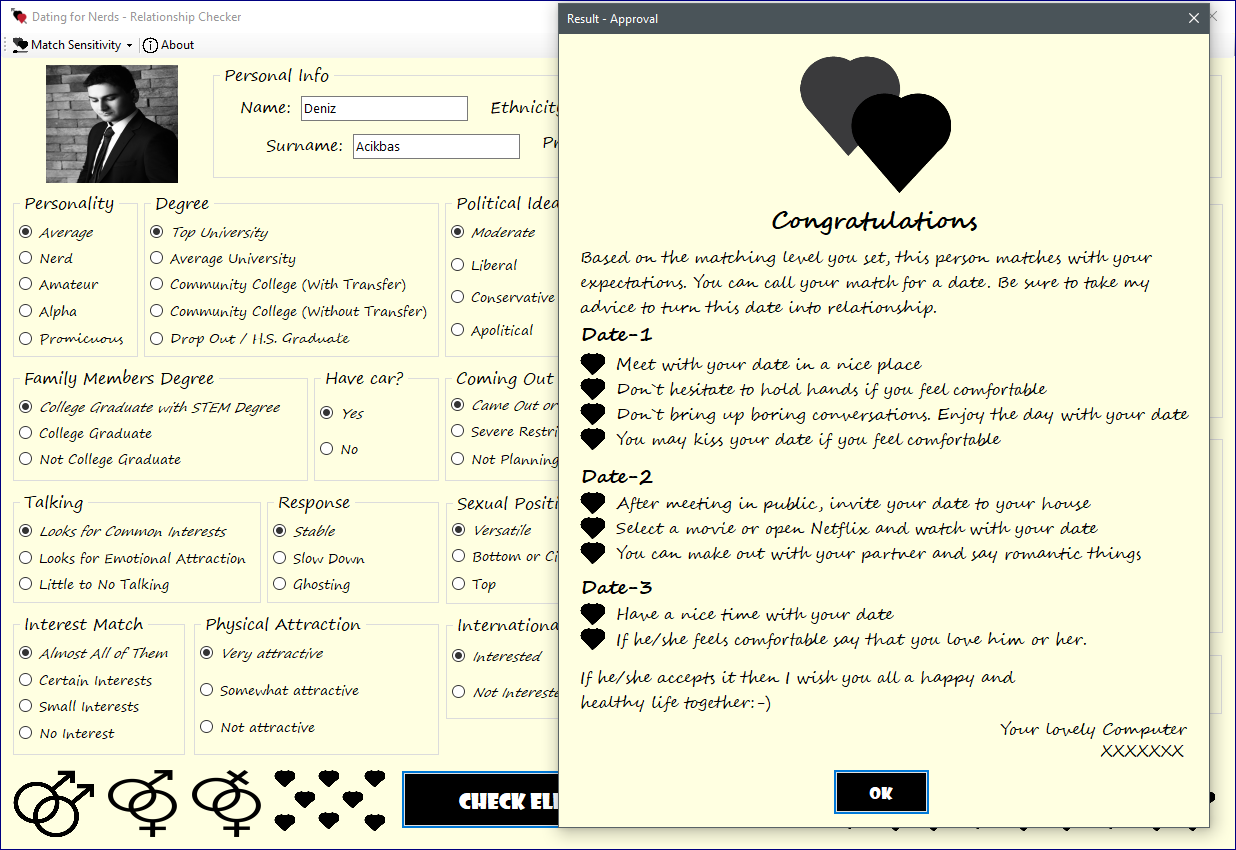 Dating for Nerds - Relationship Checker
Match Sensitivity
About
Personal Info
Name:
Deniz
Ethnicity
Surname:
Acikbas
Personality
Average
Nerd
Amateur
Alpha
Promicuous
Degree
Top University
Average University
Community College (With Transfer)
Community College (Without Transfer)
Drop Out / H.S. Graduate
Political Idea
Moderate
Liberal
Conservative
Apolitical
Family Members Degree
College Graduate with STEM Degree
College Graduate
Not College Graduate
Have car?
Yes
No
Coming Out
Came Out or
Severe Restri
Not Planning
Talking
Looks for Common Interests
Looks for Emotional Attraction
Little to No Talking
Response
Stable
Slow Down
Ghosting
Sexual Positi
Versatile
Bottom or Ci
Top
Interest Match
Almost All of Them
Certain Interests
Small Interests
No Interest
Physical Attraction
Very attractive
Somewhat attractive
Not attractive
Internationa
Interested
Not Intereste
CHECK ELI
Result - Approval
Congratulations
Based on the matching level you set, this person matches with your
expectations. You can call your match for a date. Be sure to take my
advice to turn this date into relationship.
Date-1
Meet with your date in a nice place
Don`t hesitate to hold hands if you feel comfortable
Don`t bring up boring conversations. Enjoy the day with your date
You may kiss your date if you feel comfortable
Date-2
After meeting in public, invite your date to your house
Select a movie or open Netflix and watch with your date
You can make out with your partner and say romantic things
Date-3
Have a nice time with your date
If he/she feels comfortable say that you love him or her.
If he/she accepts it then I wish you all a happy and
healthy life together:-)
Your lovely Computer
XXXXXXX
OK